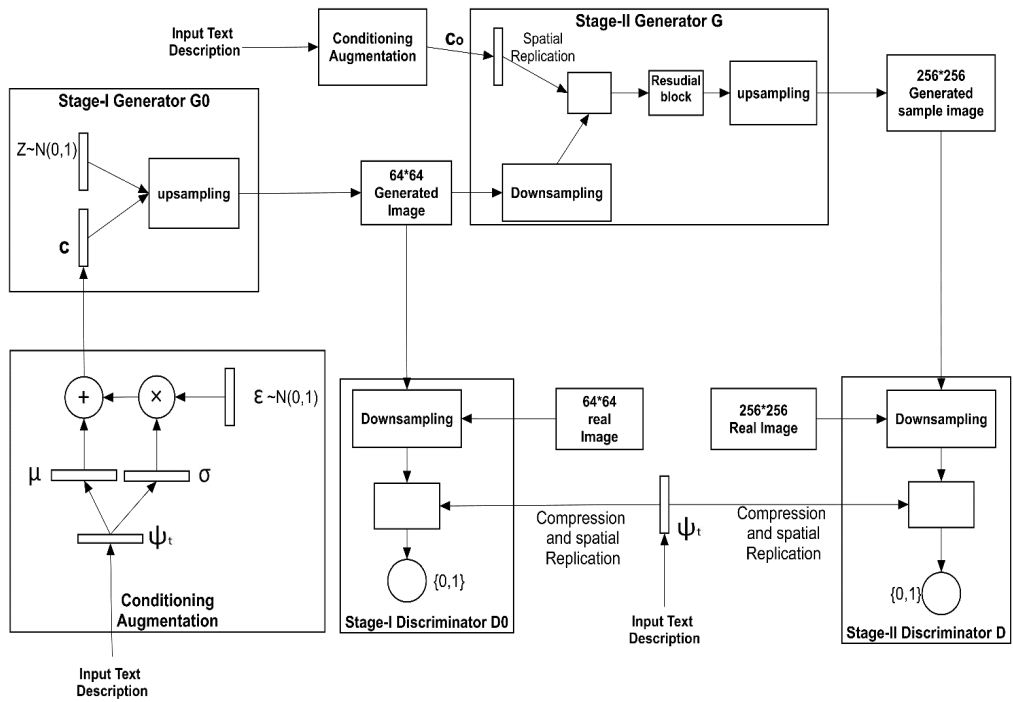 Stage-II Generator G
Input Text
Description
Conditioning
Augmentation
co
Spatial
Replication
Resudial
block
upsampling
256*256
Generated
sample image
Stage-I Generator G0
Z~N(0,1)
c
upsampling
64*64
Generated
Image
Downsampling
+
×
ε ~N(0,1)
μ
σ
ψt
Conditioning
Augmentation
Input Text
Description
Downsampling
64*64
real
Image
{0,1}
Stage-I Discriminator D0
Compression
and spatial
Replication
ψt
Input Text
Description
Compression
and spatial
Replication
256*256
Real Image
Downsampling
{0,1}
Stage-II Discriminator D